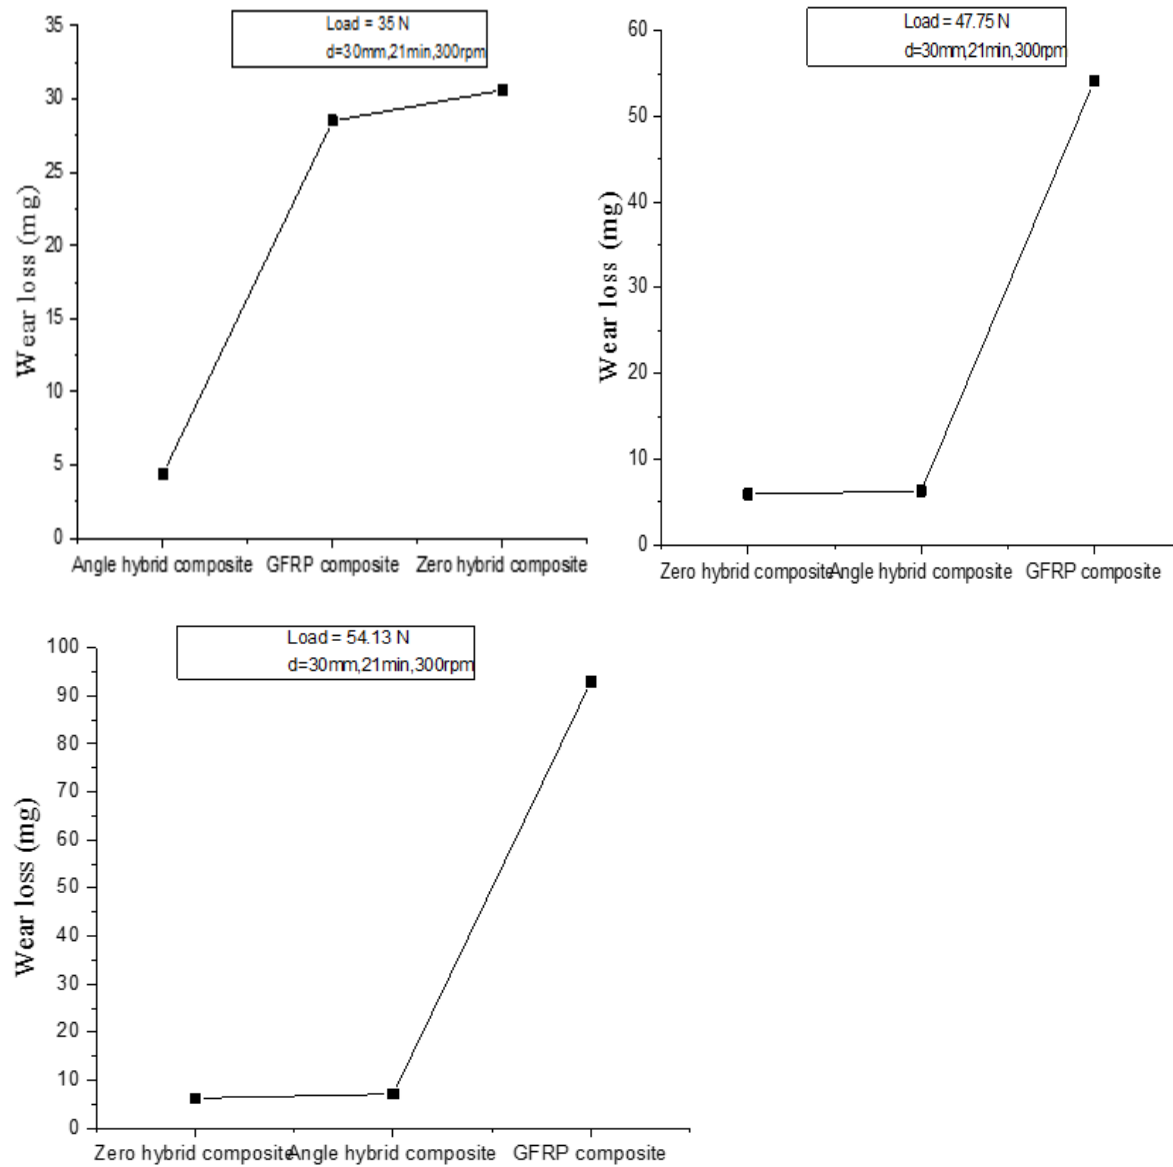 35
30
25
20
15
10
5
0
Wear loss (mg)
Load = 35 N
d=30mm,21min,300rpm
Angle hybrid composite GFRP composite Zero hybrid composite
60
50
40
30
20
10
0
Wear loss (mg)
Load = 47.75 N
d=30mm,21min,300rpm
Zero hybrid composite Angle hybrid composite GFRP composite
100
90
80
70
60
50
40
30
20
10
0
Wear loss (mg)
Load = 54.13 N
d=30mm,21min,300rpm
Zero hybrid composite Angle hybrid composite GFRP composite